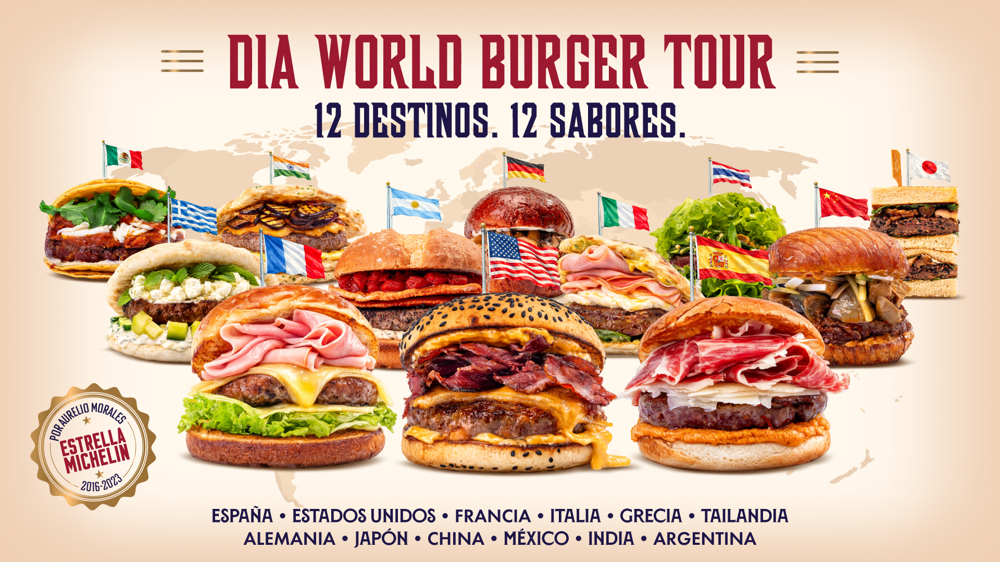 DIA WORLD BURGER TOUR
12 DESTINOS. 12 SABORES.
POR AURELIO MORALES
ESTRELLA
MICHELIN
2016-2023
ESPAÑA • ESTADOS UNIDOS • FRANCIA • ITALIA • GRECIA • TAILANDIA
ALEMANIA • JAPÓN • CHINA • MÉXICO • INDIA • ARGENTINA